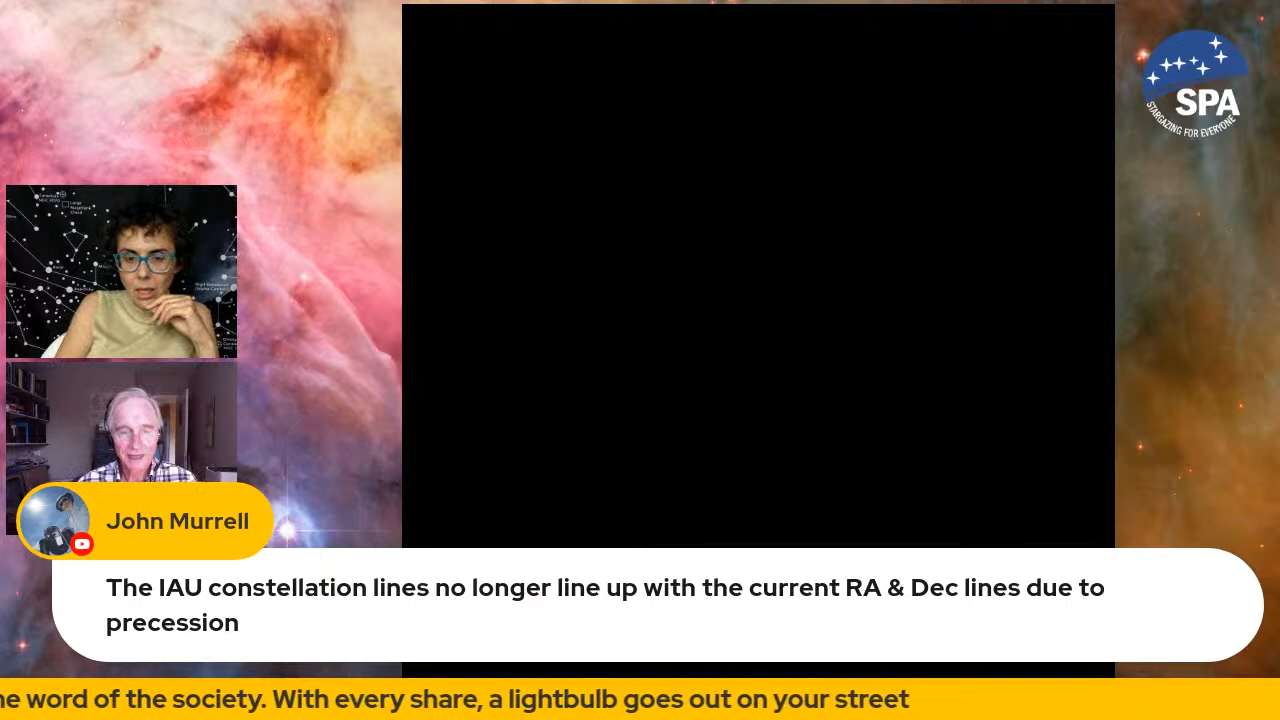 SPA
STARGAZING FOR EVERYONE
John Murrell
The IAU constellation lines no longer line up with the current RA & Dec lines due to
precession
word of the society. With every share, a lightbulb goes out on your street